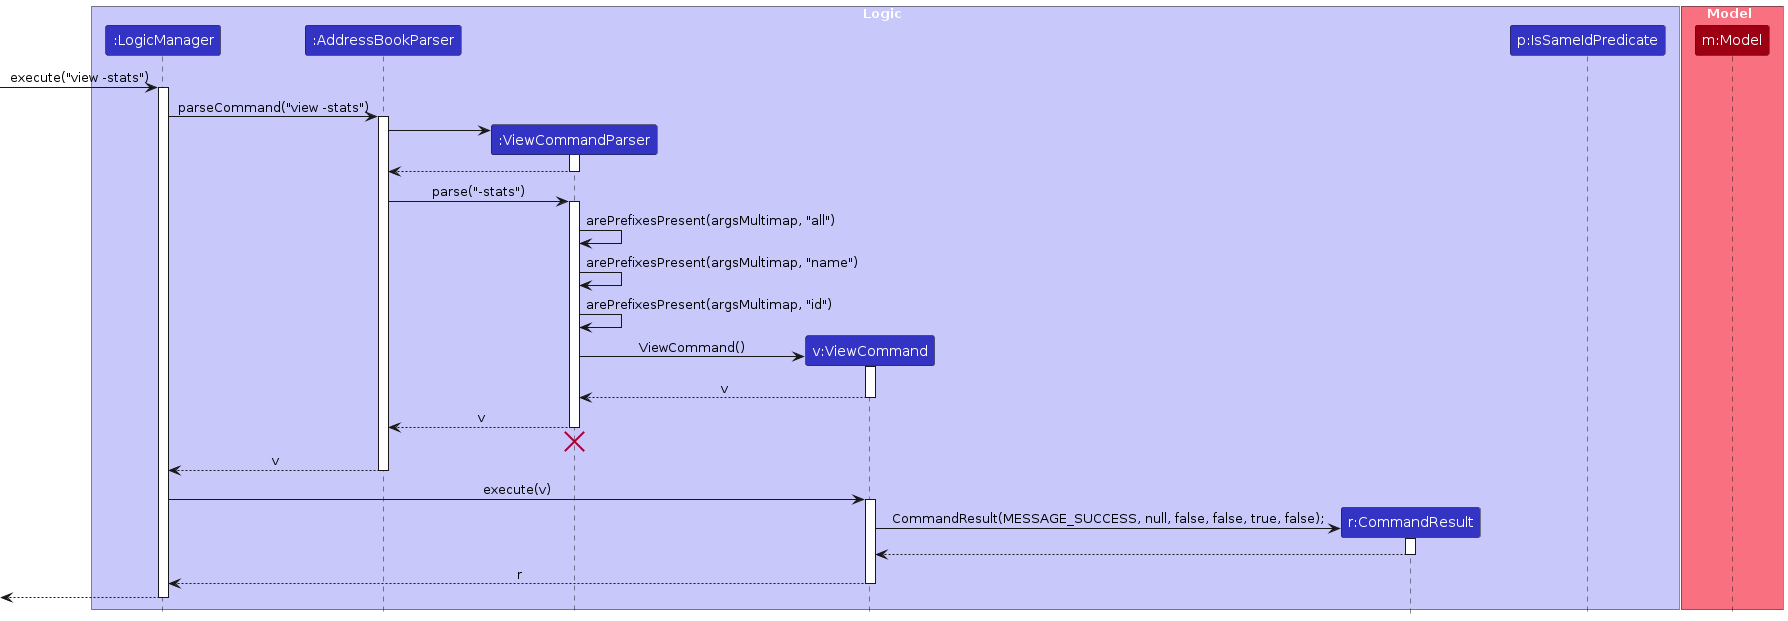 Logic
Model
:LogicManager
:AddressBookParser
p:IsSameIdPredicate
m:Model
execute("view -stats")
parseCommand("view -stats")
:ViewCommandParser
parse("-stats")
arePrefixesPresent(argsMultimap, "all")
arePrefixesPresent(argsMultimap, "name")
arePrefixesPresent(argsMultimap, "id")
ViewCommand()
v:ViewCommand
v
v
v
execute(v)
CommandResult(MESSAGE_SUCCESS, null, false, false, true, false);
r:CommandResult
r